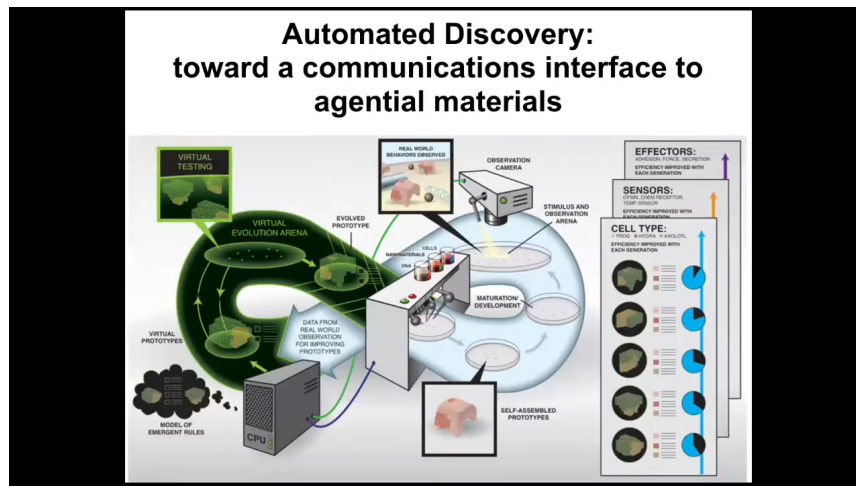 Automated Discovery:
toward a communications interface to
agential materials
VIRTUAL
TESTING
REAL WORLD
BEHAVIORS OBSERVED
OBSERVATION
CAMERA
EFFECTORS:
ADHESION, FORCE, SECRETION
EFFICIENCY IMPROVED WITH
EACH GENERATION
SENSORS:
OPSIN, CHEM RECEPTOR,
TEMP SENSOR
EFFICIENCY IMPROVED WITH
EACH GENERATION
CELL TYPE:
FROG HYDRA AXOLOTL
EFFICIENCY IMPROVED WITH
EACH GENERATION
VIRTUAL
EVOLUTION ARENA
EVOLVED
PROTOTYPE
STIMULUS AND
OBSERVATION
ARENA
CELLS
NANOMATERIALS
DNA
MATURATION/
DEVELOPMENT
VIRTUAL
PROTOTYPES
DATA FROM
REAL WORLD
OBSERVATION
FOR IMPROVING
PROTOTYPES
SELF-ASSEMBLED
PROTOTYPES
MODEL OF
EMERGENT RULES
CPU